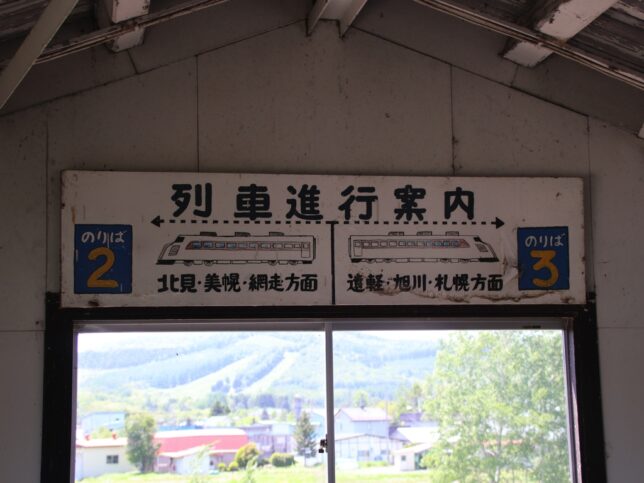 列車進行案内
のりば
2
北見・美幌・網走方面
遠軽・旭川・札幌方面
のりば
3